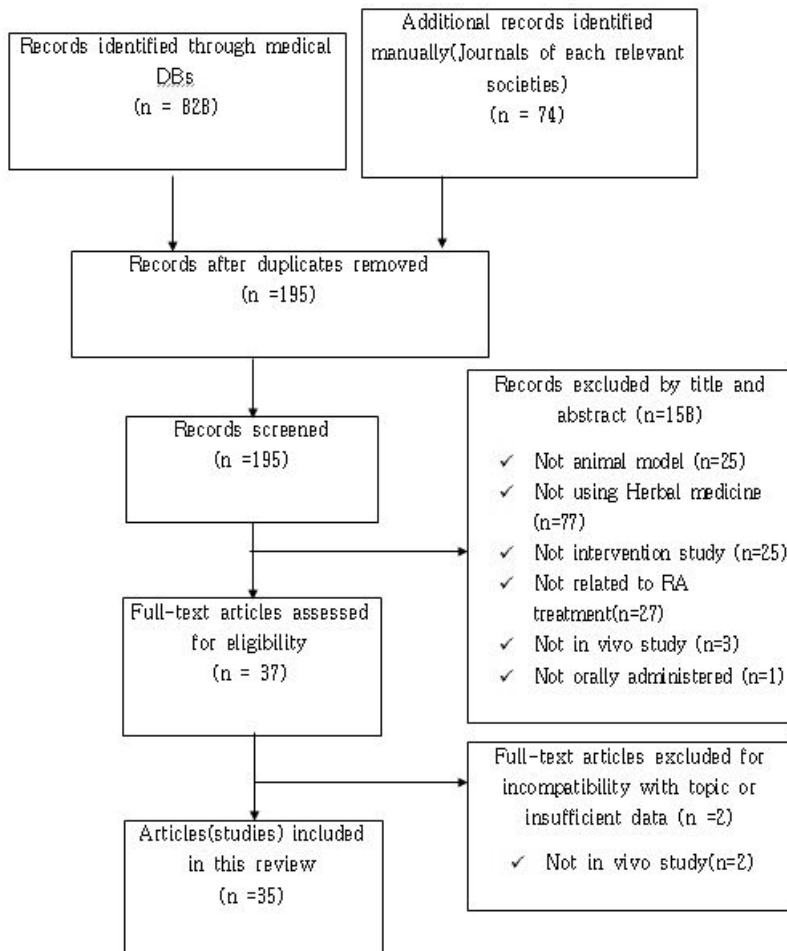 Records identified through medical
DBs
(n = 828)
Additional records identified
manually(Journals of each relevant
societies)
(n = 74)
Records after duplicates removed
(n =195)
Records screened
(n =195)
Records excluded by title and
abstract (n=158)
✓ Not animal model (n=25)
✓ Not using Herbal medicine
(n=77)
✓ Not intervention study (n=25)
✓ Not related to RA
treatment(n=27)
✓ Not in vivo study (n=3)
✓ Not orally administered (n=1)
Full-text articles assessed
for eligibility
(n = 37)
Full-text articles excluded for
incompatibility with topic or
insufficient data (n =2)
✓ Not in vivo study(n=2)
Articles(studies) included
in this review
(n =35)